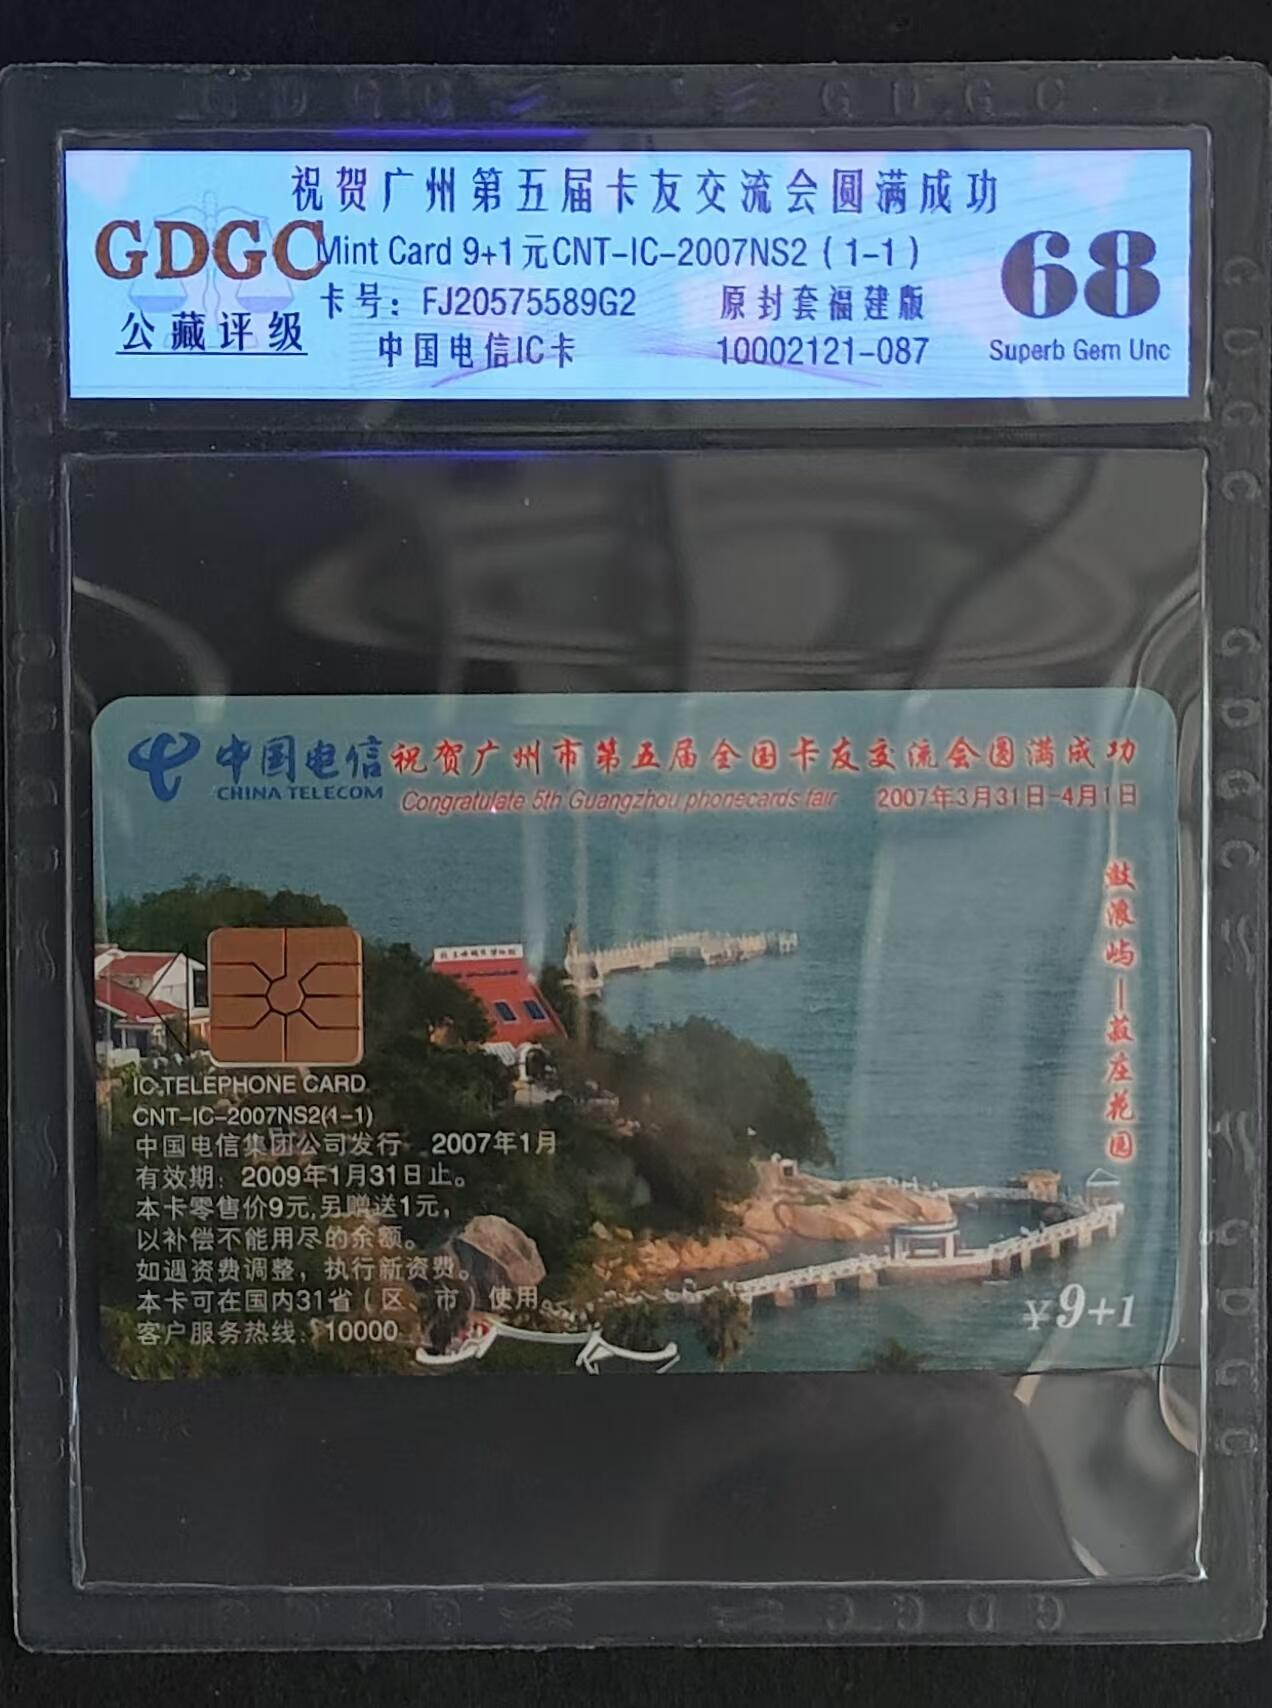 GDGC GDGC
祝贺广州第五届卡友交流会圆满成功
GDGC
Mint Card 9+1元CNT-IC-2007NS2 (1-1)
68
卡号: FJ20575589G2
原封套福建版
公藏评级
中国电信IC卡
10002121-087
Superb Gem Unc
中国电信
CHINA TELECOM
祝贺广州市第五届全国卡友交流会圆满成功
Congratulate 5th Guangzhou phonecards fair
2007年3月31日-4月1日
鼓浪屿—菽庄花园
IC TELEPHONE CARD
CNT-IC-2007NS2(1-1)
中国电信集团公司发行 2007年1月
有效期: 2009年1月31日止。
本卡零售价9元,另赠送1元,
以补偿不能用尽的余额。
如遇资费调整，执行新资费。
本卡可在国内31省（区、市）使用。
客户服务热线: 10000
¥9+1